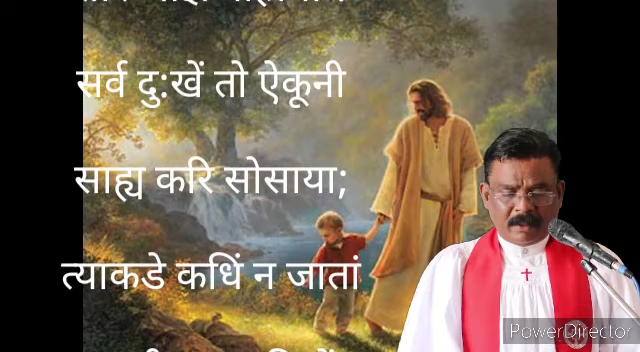 सर्व दु:खें तो ऐकूनी
साह्य करि सोसाया;
त्याकडे कधिं न जातां
PowerDirector